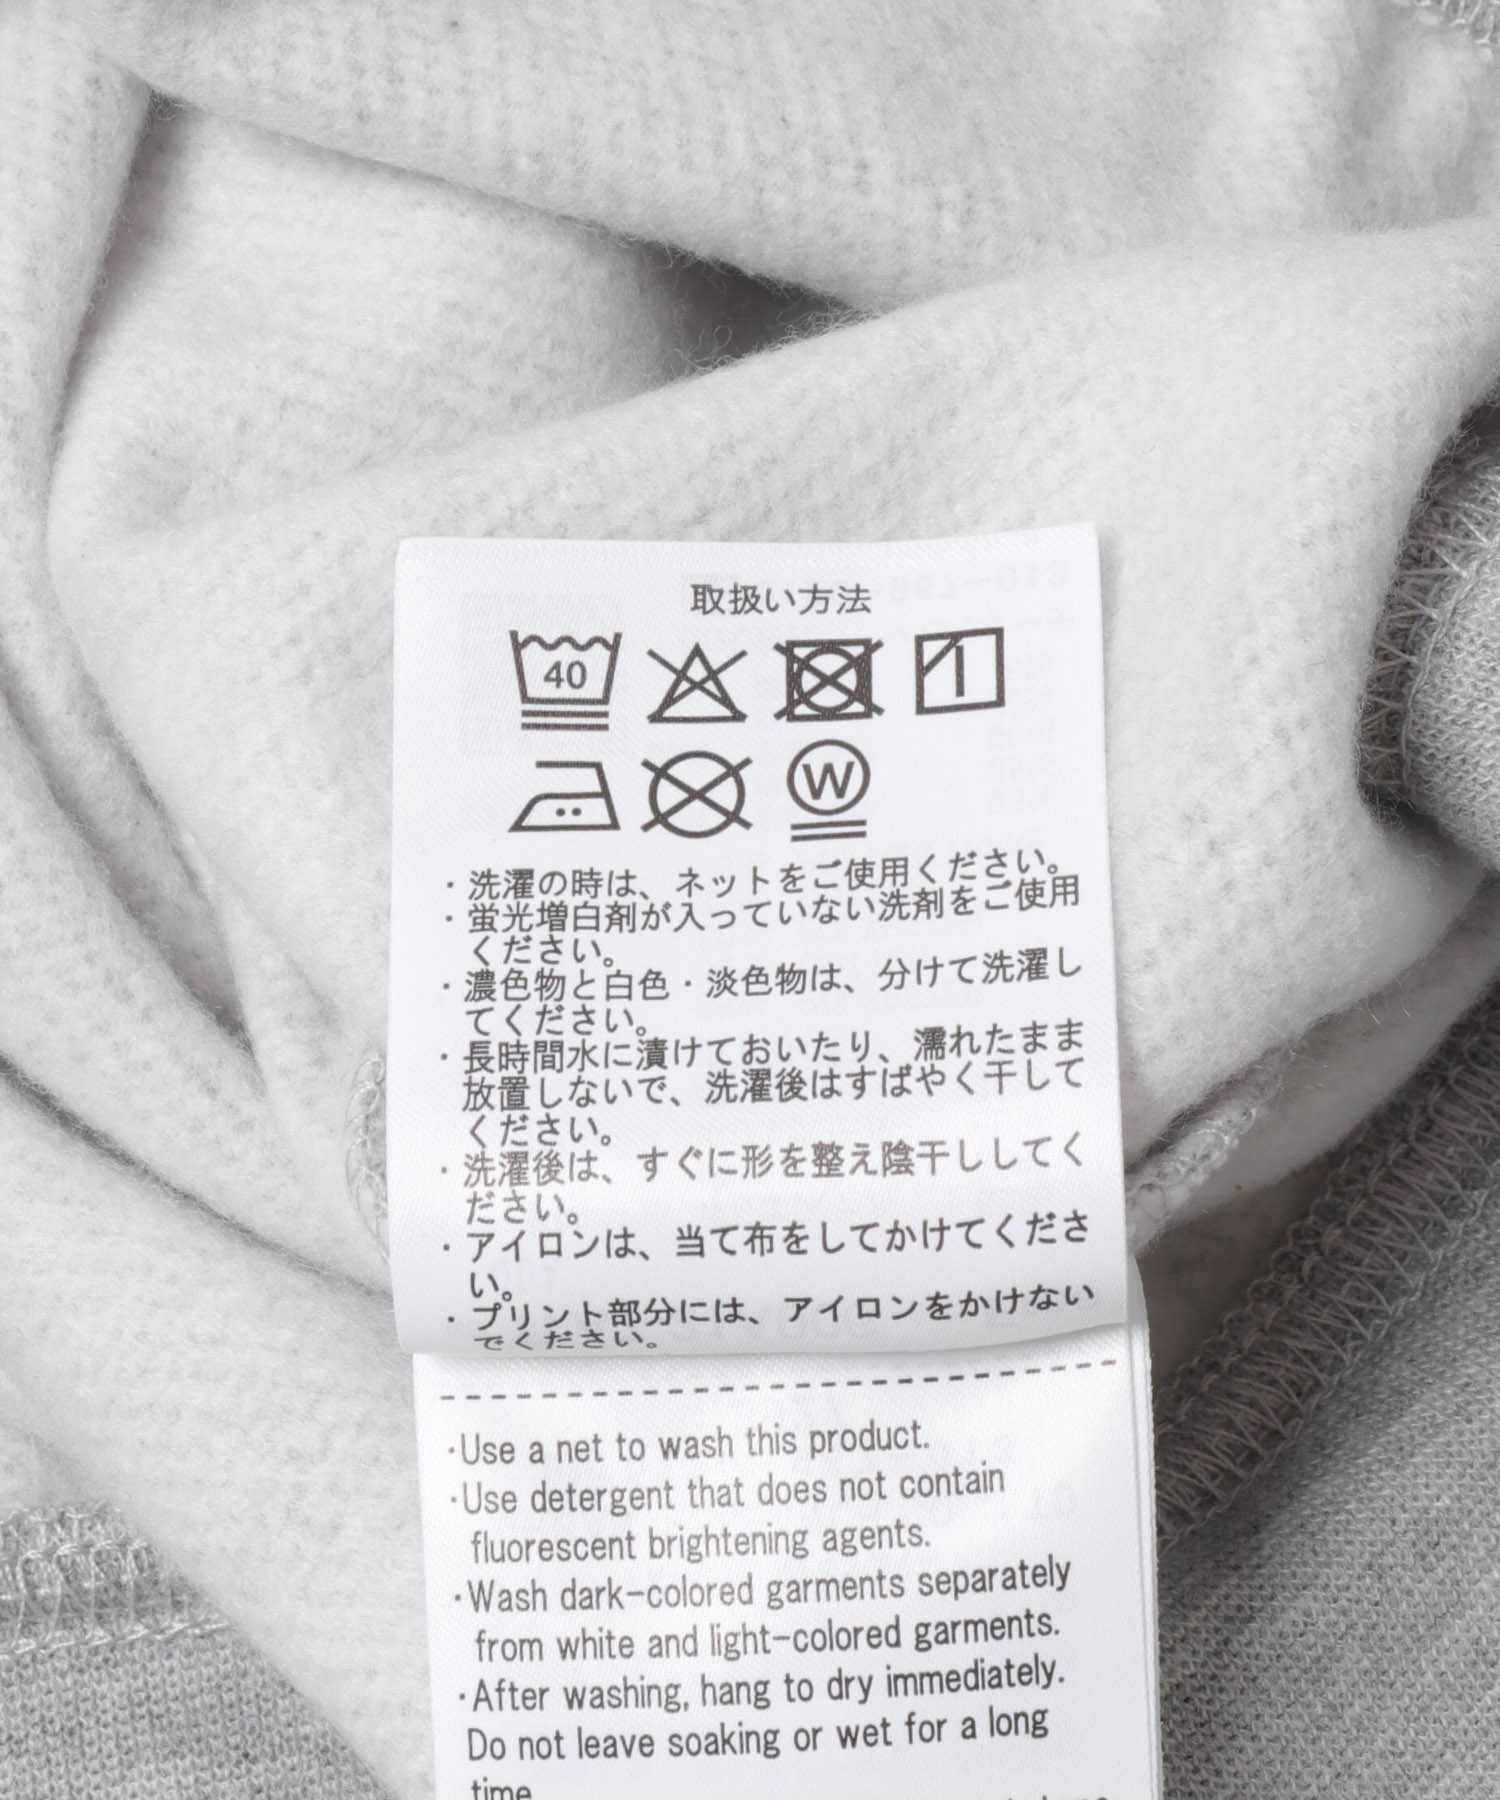 取扱い方法
40
W
・洗濯の時は、ネットをご使用ください。
・蛍光増白剤が入っていない洗剤をご使用
ください。
・濃色物と白色・淡色物は、分けて洗濯し
てください。
・長時間水に漬けておいたり、濡れたまま
放置しないで、洗濯後はすばやく干して
ください。
・洗濯後は、すぐに形を整え陰干ししてく
ださい。
・アイロンは、当て布をしてかけてくださ
い。
・プリント部分には、アイロンをかけない
でください。
・Use a net to wash this product.
・Use detergent that does not contain
fluorescent brightening agents.
・Wash dark-colored garments separately
from white and light-colored garments.
・After washing, hang to dry immediately.
Do not leave soaking or wet for a long
time